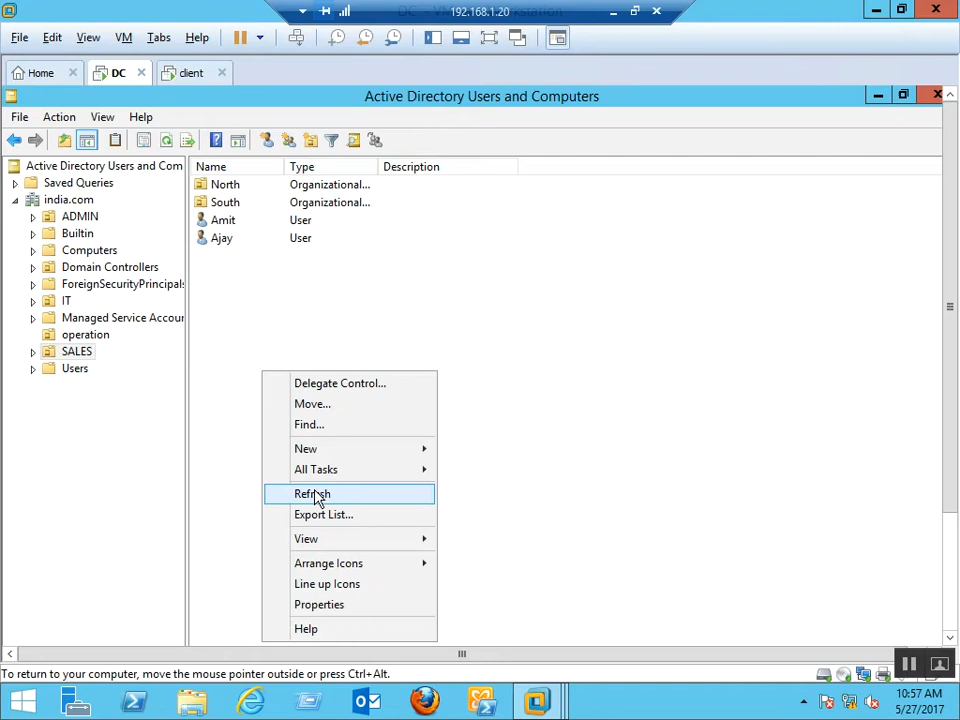 192.168.1.20
File Edit View VM Tabs Help
Home DC client
Active Directory Users and Computers
File Action View Help
Active Directory Users and Com
Saved Queries
india.com
ADMIN
Builtin
Computers
Domain Controllers
ForeignSecurityPrincipals
IT
Managed Service Accour
operation
SALES
Users
Name Type Description
North Organizational...
South Organizational...
Amit User
Ajay User
Delegate Control...
Move...
Find...
New
All Tasks
Refresh
Export List...
View
Arrange Icons
Line up Icons
Properties
Help
To return to your computer, move the mouse pointer outside or press Ctrl+Alt.
10:57 AM
5/27/2017